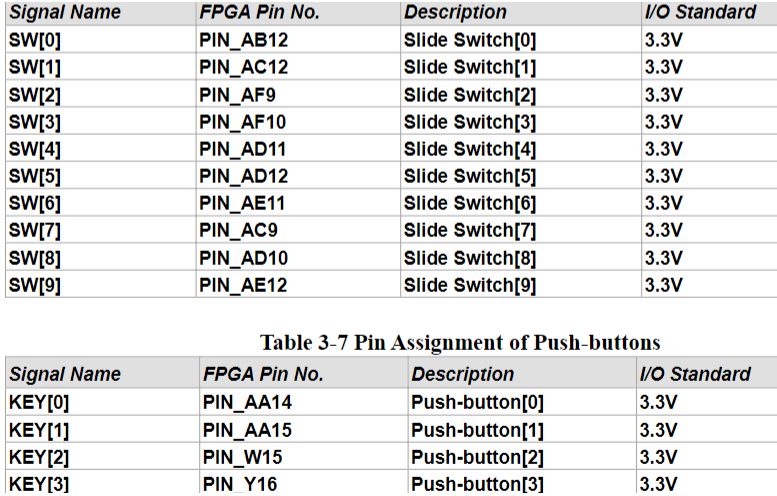 Signal Name FPGA Pin No. Description I/O Standard
SW[0] PIN_AB12 Slide Switch[0] 3.3V
SW[1] PIN_AC12 Slide Switch[1] 3.3V
SW[2] PIN_AF9 Slide Switch[2] 3.3V
SW[3] PIN_AF10 Slide Switch[3] 3.3V
SW[4] PIN_AD11 Slide Switch[4] 3.3V
SW[5] PIN_AD12 Slide Switch[5] 3.3V
SW[6] PIN_AE11 Slide Switch[6] 3.3V
SW[7] PIN_AC9 Slide Switch[7] 3.3V
SW[8] PIN_AD10 Slide Switch[8] 3.3V
SW[9] PIN_AE12 Slide Switch[9] 3.3V
Table 3-7 Pin Assignment of Push-buttons
Signal Name FPGA Pin No. Description I/O Standard
KEY[0] PIN_AA14 Push-button[0] 3.3V
KEY[1] PIN_AA15 Push-button[1] 3.3V
KEY[2] PIN_W15 Push-button[2] 3.3V
KEY[3] PIN_Y16 Push-button[3] 3.3V